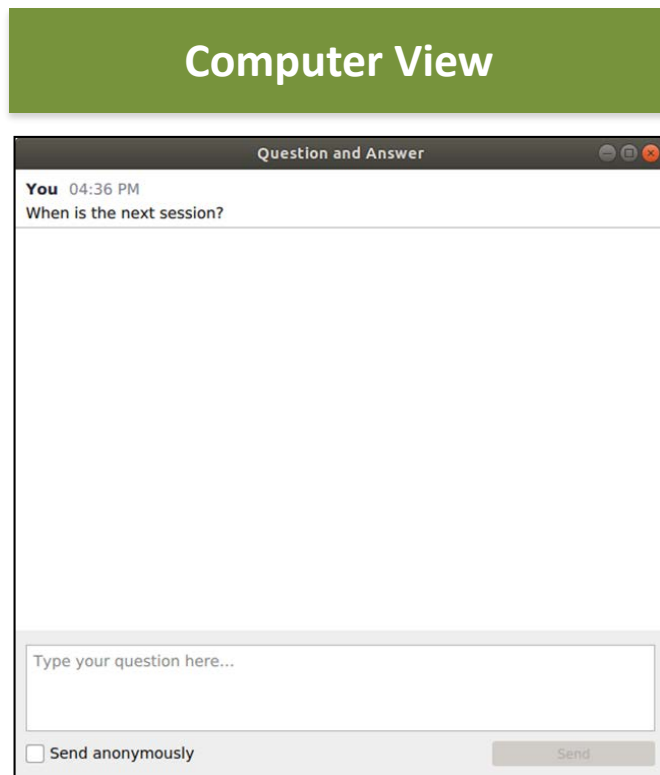 Computer View
Question and Answer
You 04:36 PM
When is the next session?
Type your question here...
Send anonymously
Send